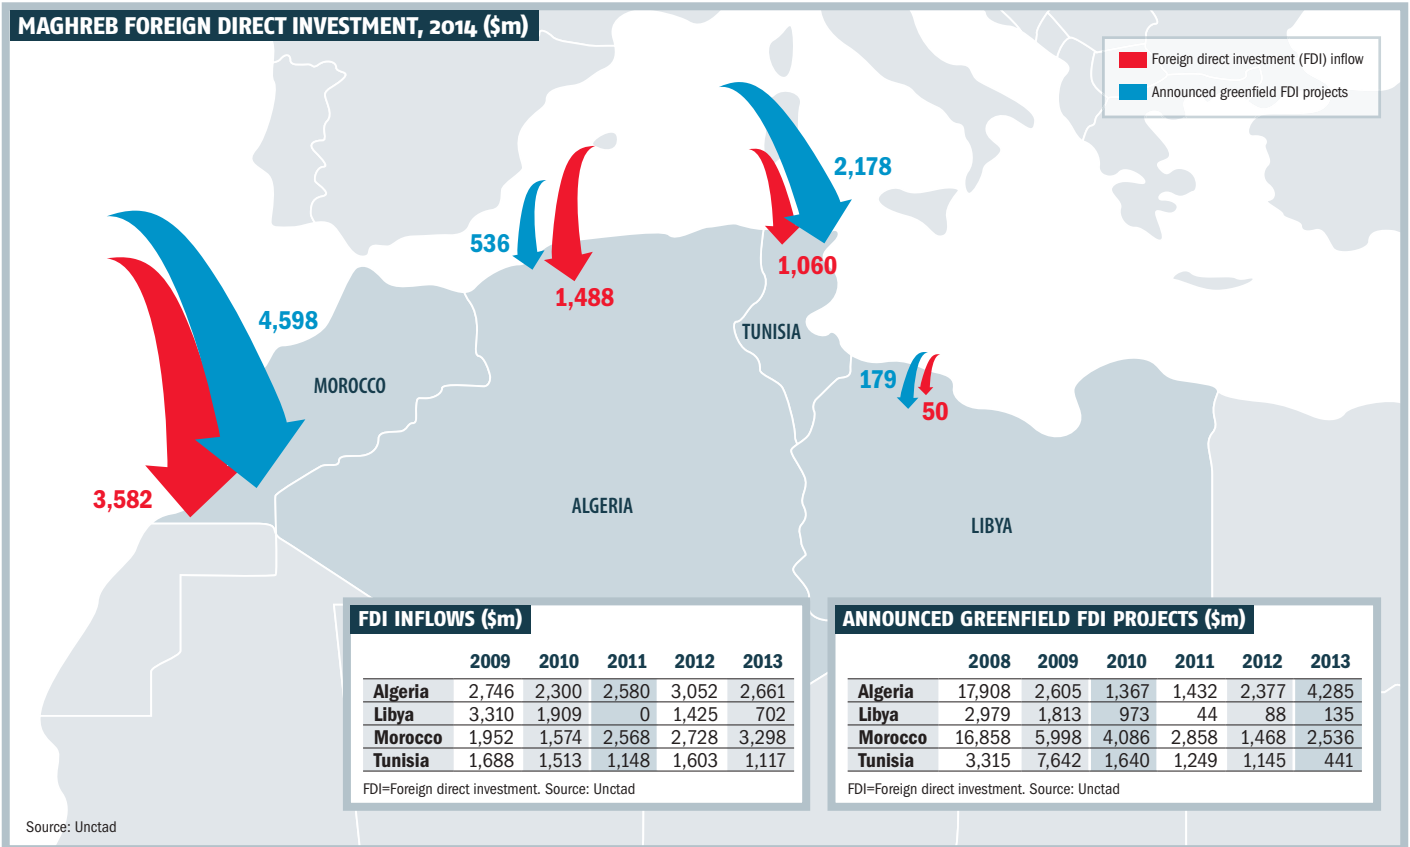 MAGHREB FOREIGN DIRECT INVESTMENT, 2014 ($m)
Foreign direct investment (FDI) inflow
Announced greenfield FDI projects
2,178
536
1,060
1,488
4,598
TUNISIA
179
MOROCCO
50
3,582
ALGERIA
LIBYA
FDI INFLOWS ($m)
2009 2010 2011 2012 2013
Algeria 2,746 2,300 2,580 3,052 2,661
Libya 3,310 1,909 0 1,425 702
Morocco 1,952 1,574 2,568 2,728 3,298
Tunisia 1,688 1,513 1,148 1,603 1,117
FDI=Foreign direct investment. Source: Unctad
ANNOUNCED GREENFIELD FDI PROJECTS ($m)
2008 2009 2010 2011 2012 2013
Algeria 17,908 2,605 1,367 1,432 2,377 4,285
Libya 2,979 1,813 973 44 88 135
Morocco 16,858 5,998 4,086 2,858 1,468 2,536
Tunisia 3,315 7,642 1,640 1,249 1,145 441
FDI=Foreign direct investment. Source: Unctad
Source: Unctad